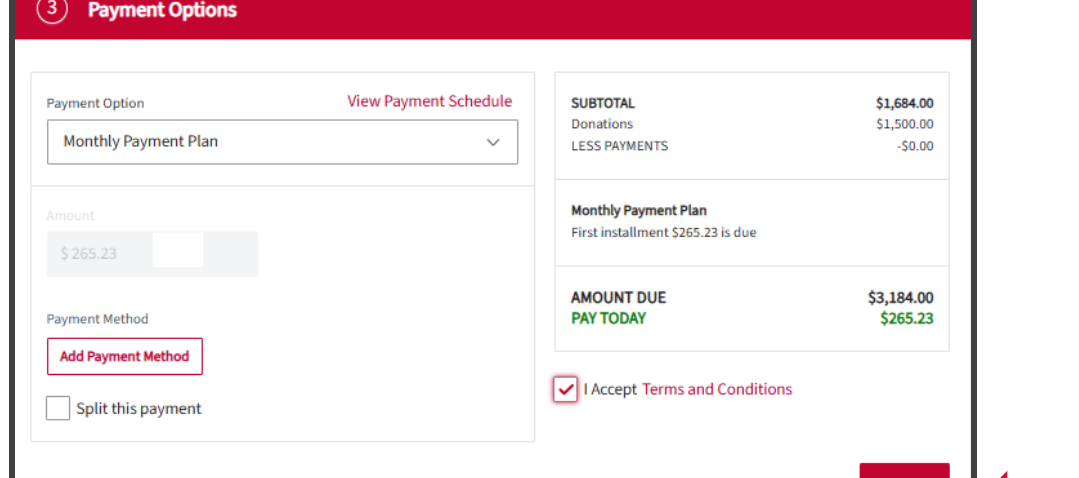 3 Payment Options
Payment Option View Payment Schedule
Monthly Payment Plan
Amount
$ 265.23
Payment Method
Add Payment Method
Split this payment
SUBTOTAL $1,684.00
Donations $1,500.00
LESS PAYMENTS -$0.00
Monthly Payment Plan
First installment $265.23 is due
AMOUNT DUE $3,184.00
PAY TODAY $265.23
I Accept Terms and Conditions